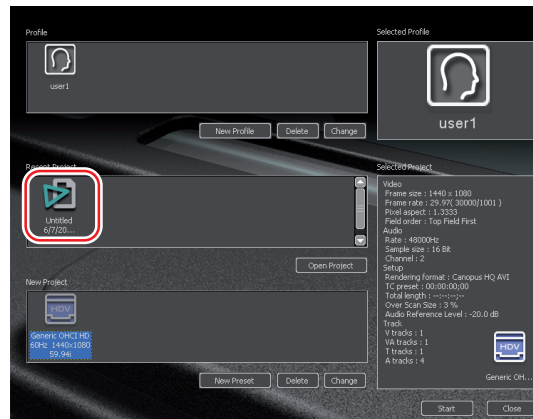 Profile
user1
New Profile
Delete
Change
Selected Profile
user1
Recent Project
Untitled
6/7/20...
Open Project
New Project
HDV
Generic OHCI HD
60Hz 1440x1080
59.94i
New Preset
Delete
Change
Selected Project
Video
Frame size : 1440 x 1080
Frame rate : 29.97( 30000/1001 )
Pixel aspect : 1.3333
Field order : Top Field First
Audio
Rate : 48000Hz
Sample size : 16 Bit
Channel : 2
Setup
Rendering format : Canopus HQ AVI
TC preset : 00:00:00;00
Total length : --:--:--;--
Over Scan Size : 3 %
Audio Reference Level : -20.0 dB
Track
V tracks : 1
VA tracks : 1
T tracks : 1
A tracks : 4
HDV
Generic OH...
Start
Close